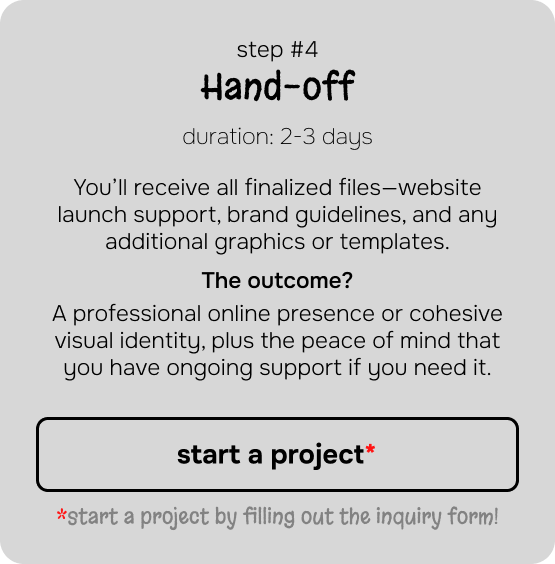 step #4
Hand-off
duration: 2-3 days
You’ll receive all finalized files—website
launch support, brand guidelines, and any
additional graphics or templates.
The outcome?
A professional online presence or cohesive
visual identity, plus the peace of mind that
you have ongoing support if you need it.
start a project*
*start a project by filling out the inquiry form!